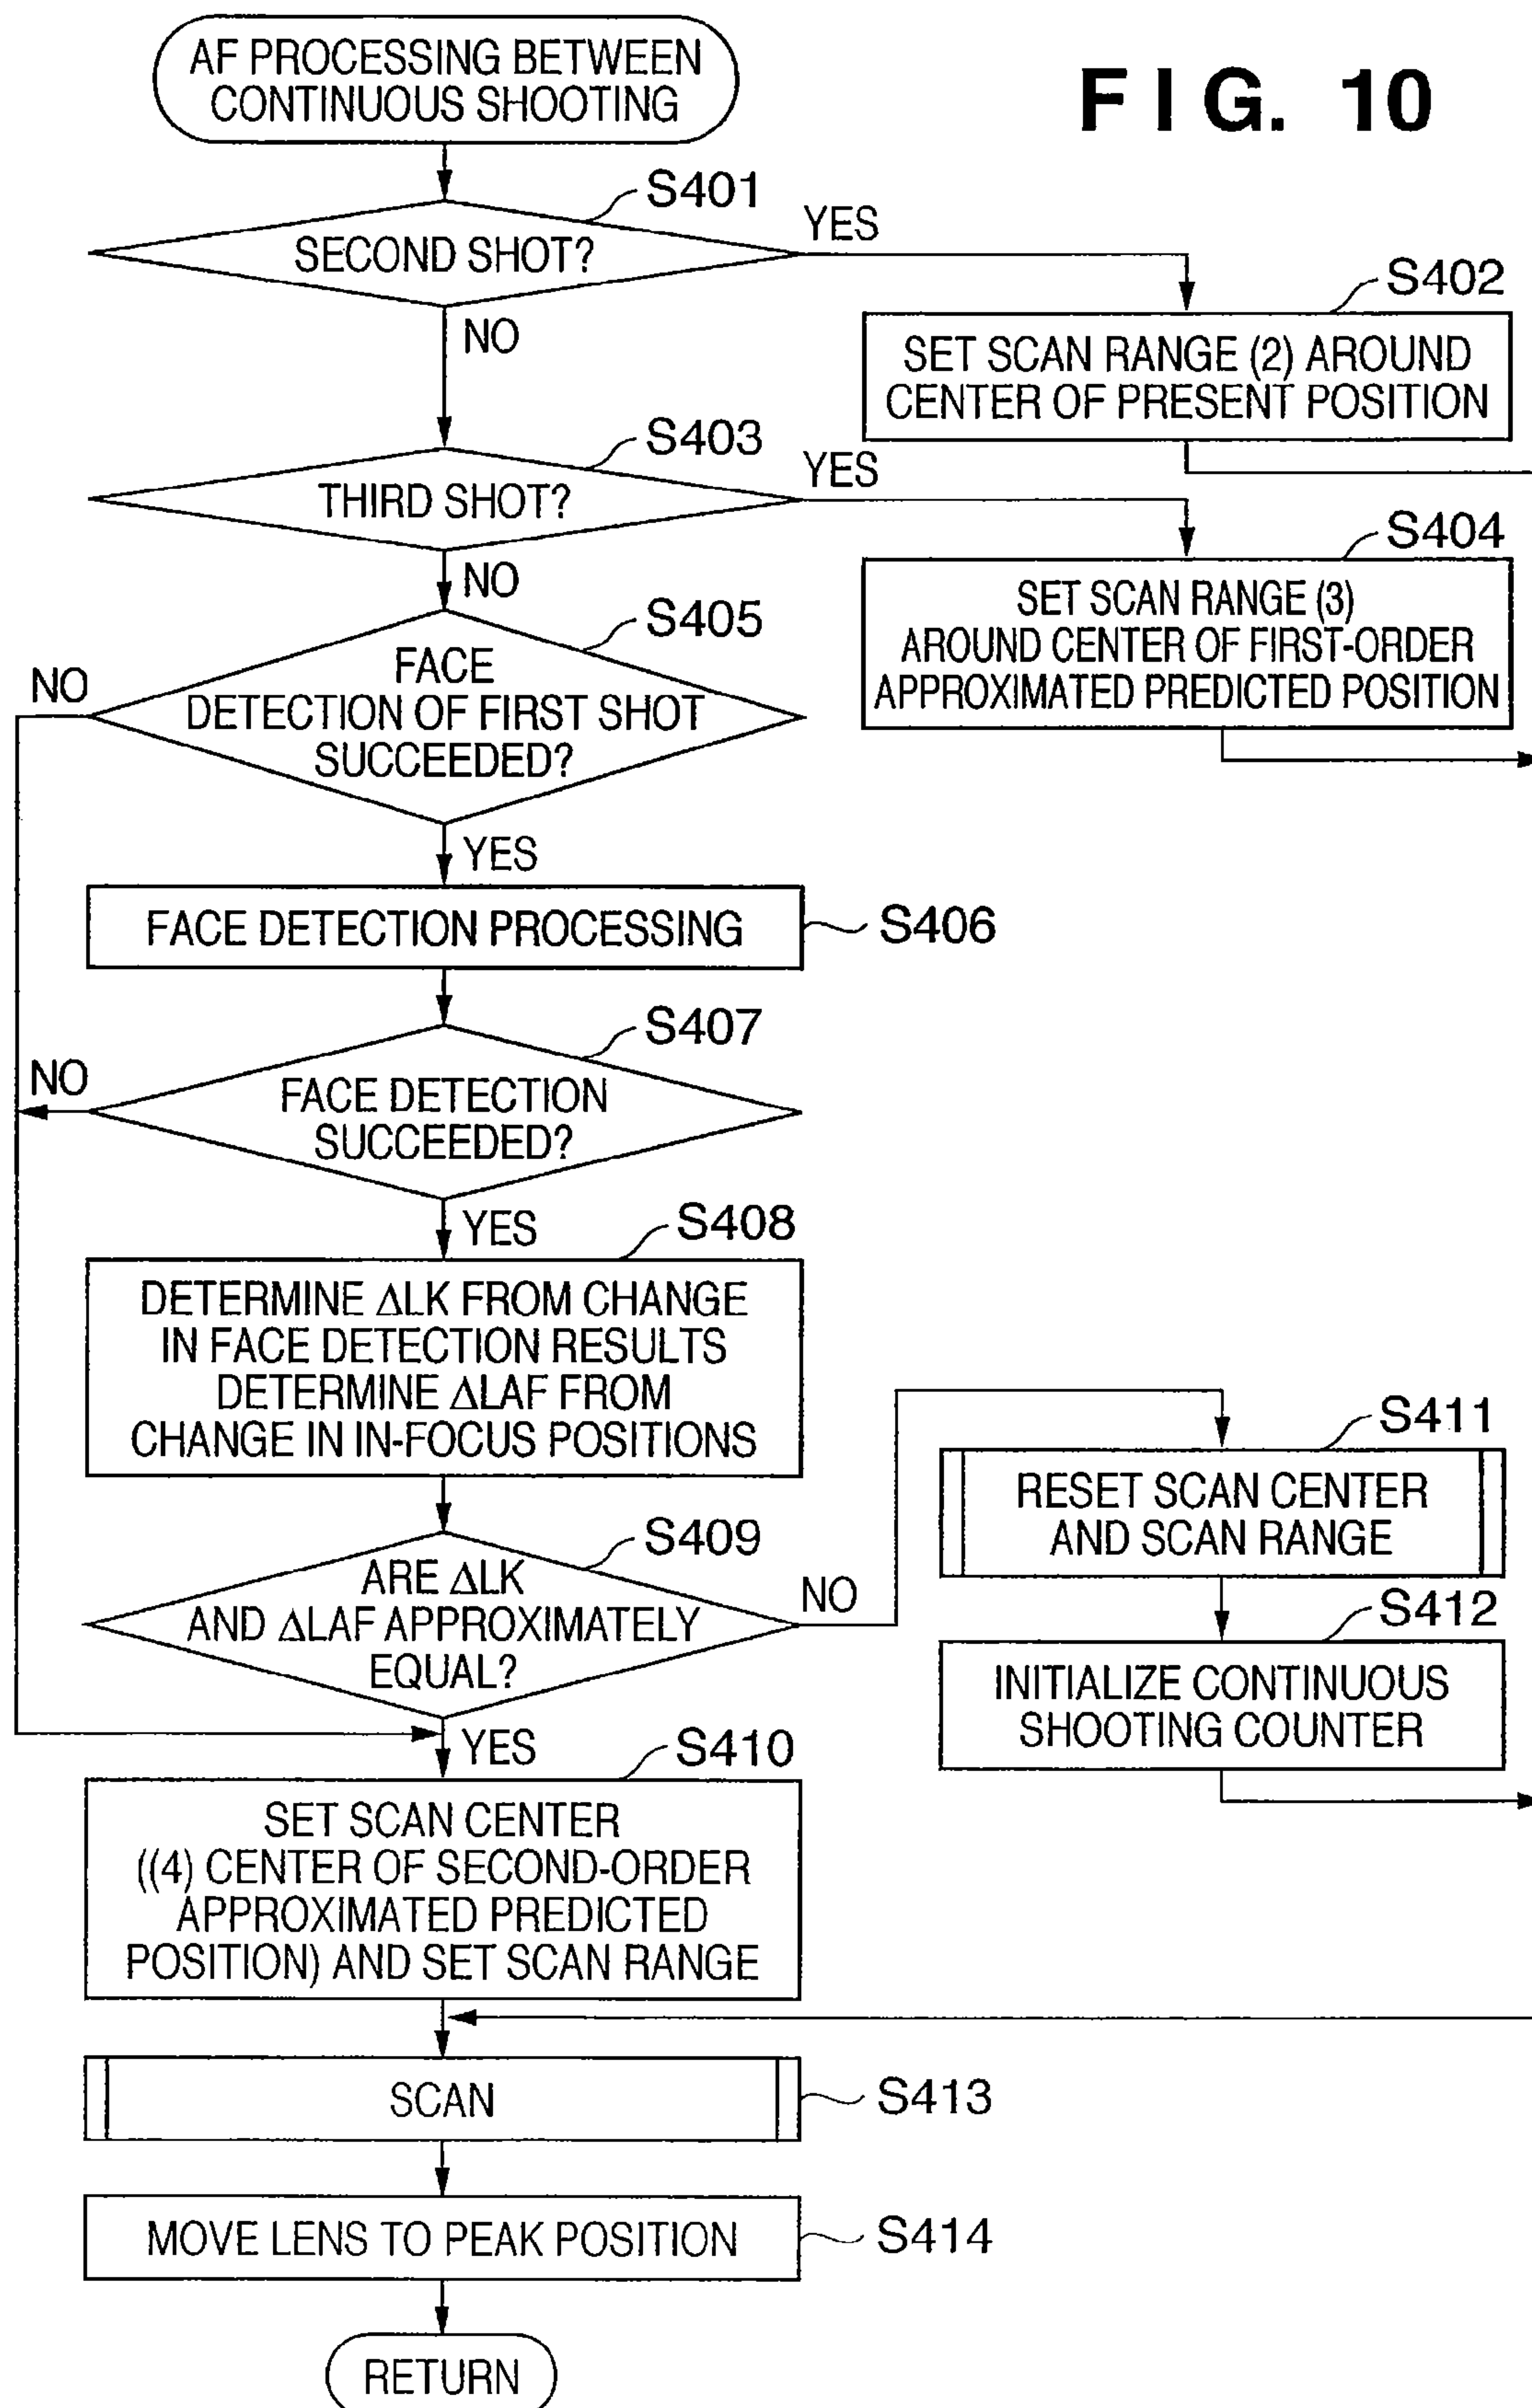 AF PROCESSING BETWEEN
CONTINUOUS SHOOTING
FIG. 10
S401
SECOND SHOT?
YES
NO
S402
SET SCAN RANGE (2) AROUND
CENTER OF PRESENT POSITION
S403
THIRD SHOT?
YES
NO
S404
SET SCAN RANGE (3)
AROUND CENTER OF FIRST-ORDER
APPROXIMATED PREDICTED POSITION
S405
FACE
DETECTION OF FIRST SHOT
SUCCEEDED?
NO
YES
FACE DETECTION PROCESSING
S406
S407
FACE DETECTION
SUCCEEDED?
NO
YES
S408
DETERMINE ΔLK FROM CHANGE
IN FACE DETECTION RESULTS
DETERMINE ΔLAF FROM
CHANGE IN IN-FOCUS POSITIONS
S409
ARE ΔLK
AND ΔLAF APPROXIMATELY
EQUAL?
NO
YES
S411
RESET SCAN CENTER
AND SCAN RANGE
S412
INITIALIZE CONTINUOUS
SHOOTING COUNTER
S410
SET SCAN CENTER
((4) CENTER OF SECOND-ORDER
APPROXIMATED PREDICTED
POSITION) AND SET SCAN RANGE
SCAN
S413
MOVE LENS TO PEAK POSITION
S414
RETURN